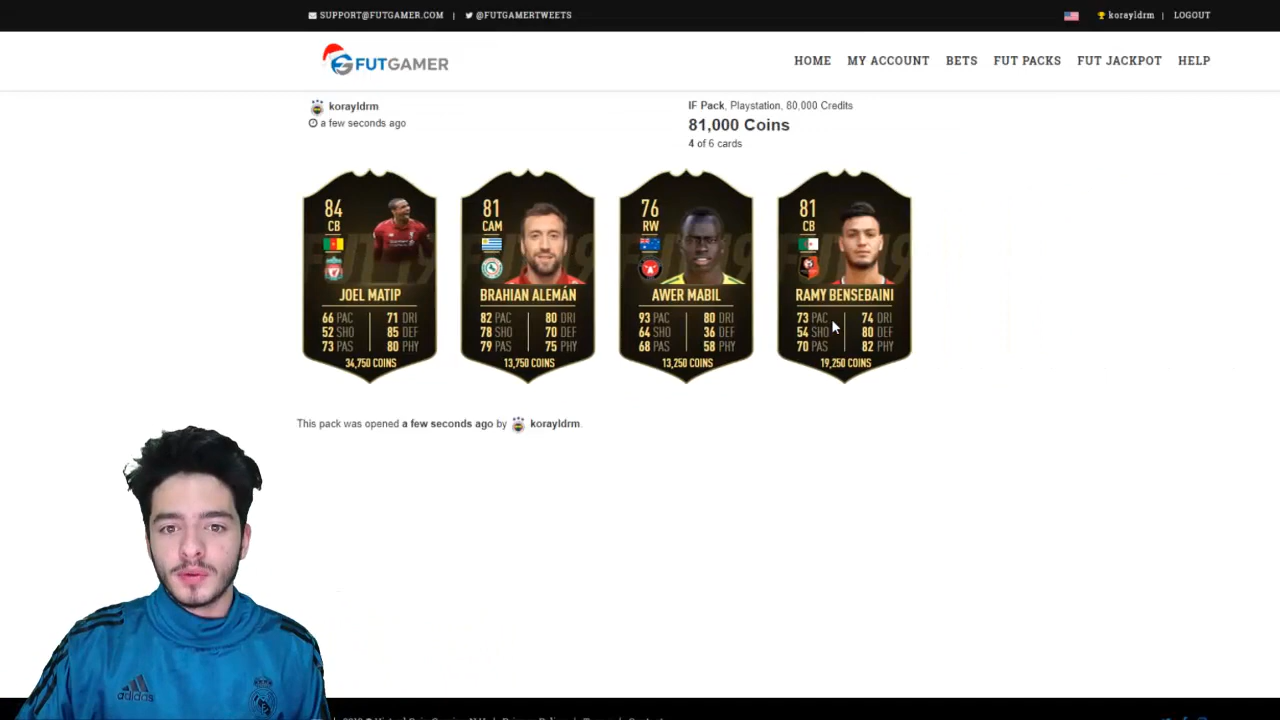 SUPPORT@FUTGAMER.COM | @FUTGAMERTWEETS korayldrm | LOGOUT
FUTGAMER HOME MY ACCOUNT BETS FUT PACKS FUT JACKPOT HELP
korayldrm
a few seconds ago
IF Pack, Playstation, 80,000 Credits
81,000 Coins
4 of 6 cards
84
CB
JOEL MATIP
66 PAC 71 DRI
52 SHO 85 DEF
73 PAS 80 PHY
34,750 COINS
81
CAM
BRAHIAN ALEMÁN
82 PAC 80 DRI
78 SHO 70 DEF
79 PAS 75 PHY
13,750 COINS
76
RW
AWER MABIL
93 PAC 80 DRI
64 SHO 36 DEF
68 PAS 58 PHY
13,250 COINS
81
CB
RAMY BENSEBAINI
73 PAC 74 DRI
54 SHO 80 DEF
70 PAS 82 PHY
19,250 COINS
This pack was opened a few seconds ago by korayldrm.
adidas